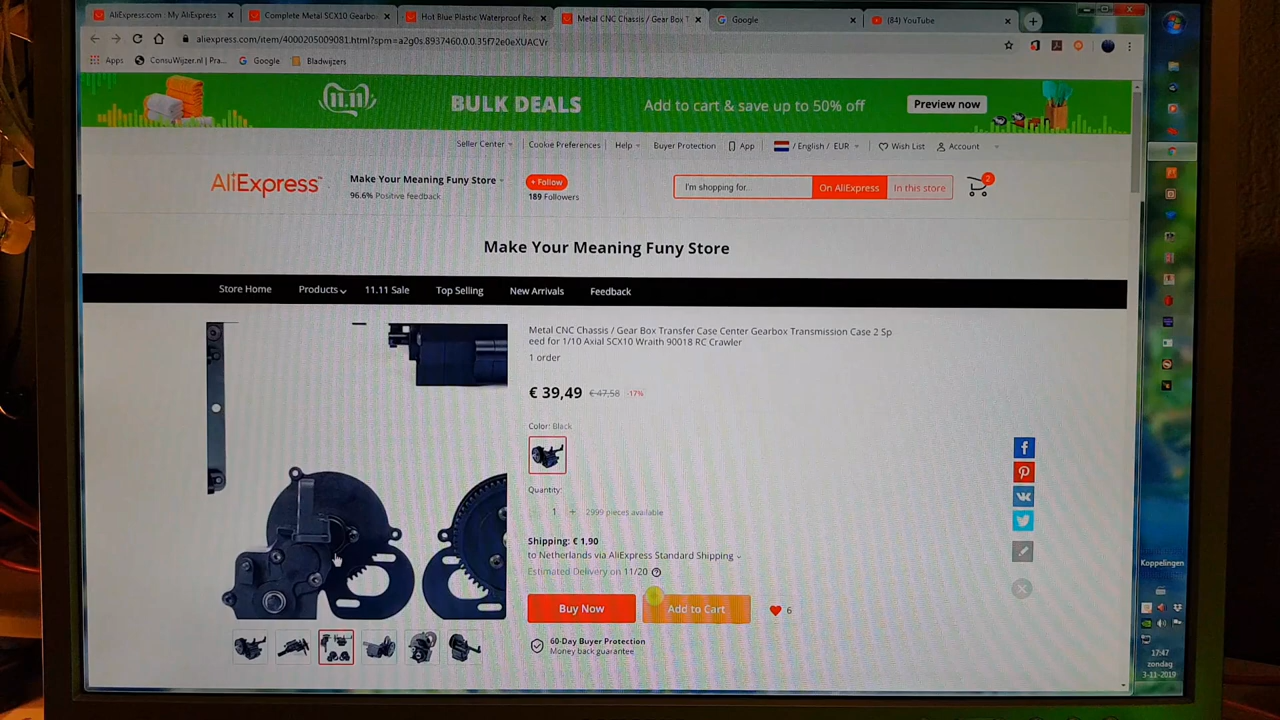 AliExpress.com - My AliExpress
Complete Metal SCX10 Gearbo
Hot Blue Plastic Waterproof Re
Metal CNC Chassis / Gear Box T
Google
(84) YouTube
aliexpress.com/item/4000205009081.html?spm=a2g0s.8937460.0.0.35f72e0eXUACVr
Apps
ConsuWijzer.nl | Pra...
Google
Bladwijzers
11.11
BULK DEALS
Add to cart & save up to 50% off
Preview now
Seller Center
Cookie Preferences
Help
Buyer Protection
App
/ English / EUR
Wish List
Account
AliExpress
Make Your Meaning Funy Store
96.6% Positive feedback
+ Follow
189 Followers
I'm shopping for...
On AliExpress
In this store
2
Make Your Meaning Funy Store
Store Home
Products
11.11 Sale
Top Selling
New Arrivals
Feedback
Metal CNC Chassis / Gear Box Transfer Case Center Gearbox Transmission Case 2 Sp
eed for 1/10 Axial SCX10 Wraith 90018 RC Crawler
1 order
€ 39,49 € 47,58 -17%
Color: Black
Quantity:
- 1 + 2999 pieces available
Shipping: € 1,90
to Netherlands via AliExpress Standard Shipping
Estimated Delivery on 11/20 ?
Buy Now
Add to Cart
6
60-Day Buyer Protection
Money back guarantee
Koppelingen
17:47
zondag
3-11-2019